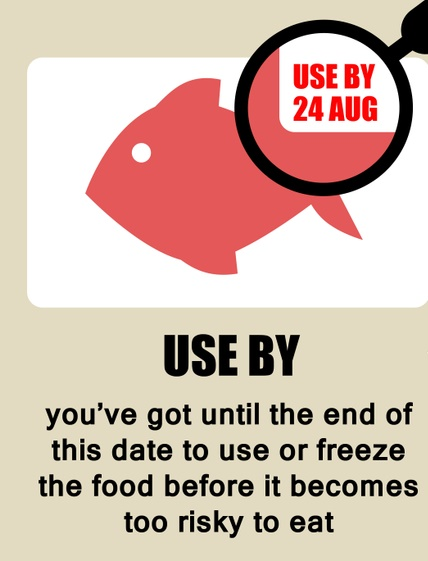 USE BY
24 AUG
USE BY
you've got until the end of
this date to use or freeze
the food before it becomes
too risky to eat